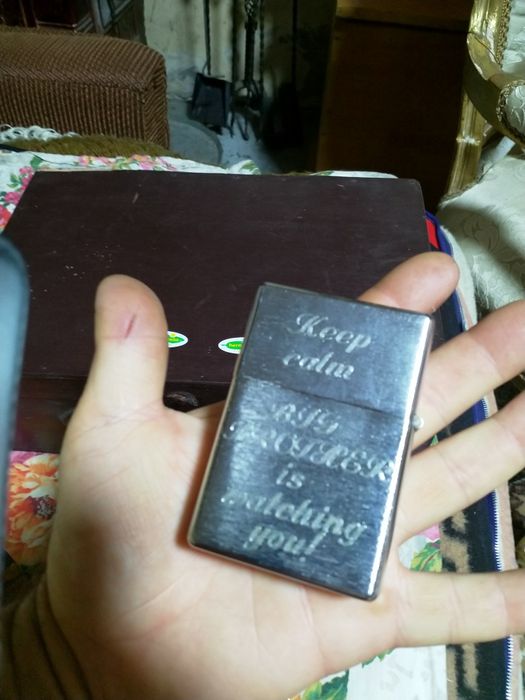 Keep
calm
BIG
BROTHER
is
watching
you!